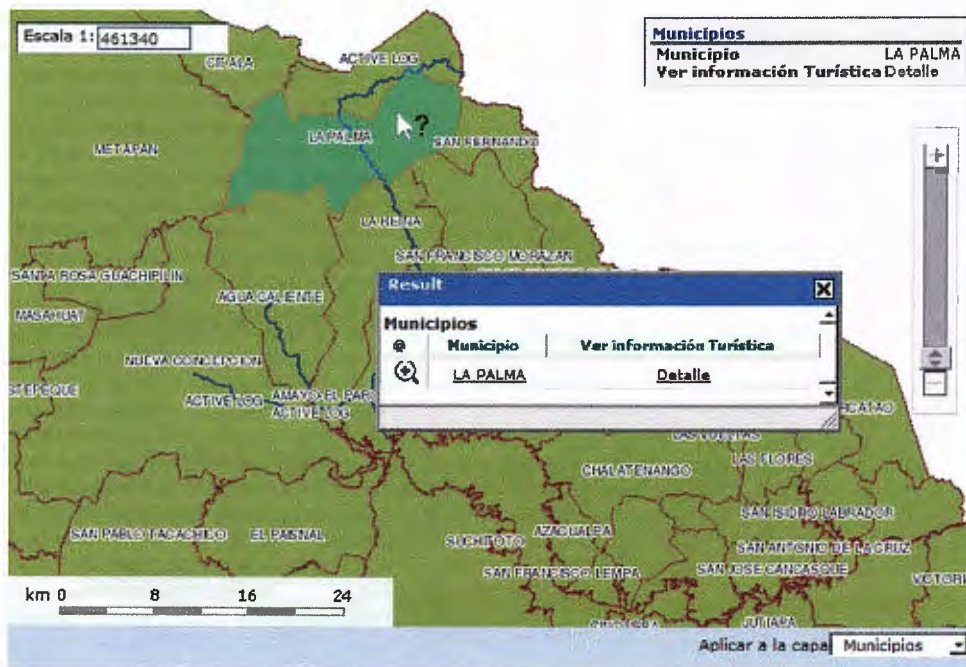 Escala 1: 461340
Municipios
Municipio LA PALMA
Ver información Turística Detalle
CITALA
ACTIVE LOG
METAPAN
LA PALMA
?
SAN FERNANDO
LA REINA
SAN FRANCISCO MORAZAN
SANTA ROSA GUACHIPILIN
AGUA CALIENTE
MASAHUAT
Result
Municipios
Municipio Ver información Turística
LA PALMA Detalle
NUEVA CONCEPCION
ACTIVE LOG
ACTIVE LOG
LAS VUELTAS
LAS FLORES
CHALATENANGO
SAN ISIDRO LABRADOR
SAN PABLO TACACHICO
EL PAISNAL
SUCHITOTO
AZACUALPA
SAN ANTONIO DE LA CRUZ
SAN FRANCISCO LEMPA
SAN JOSE CANCASQUE
VICTORI
JUTIAPA
km 0 8 16 24
Aplicar a la capa Municipios